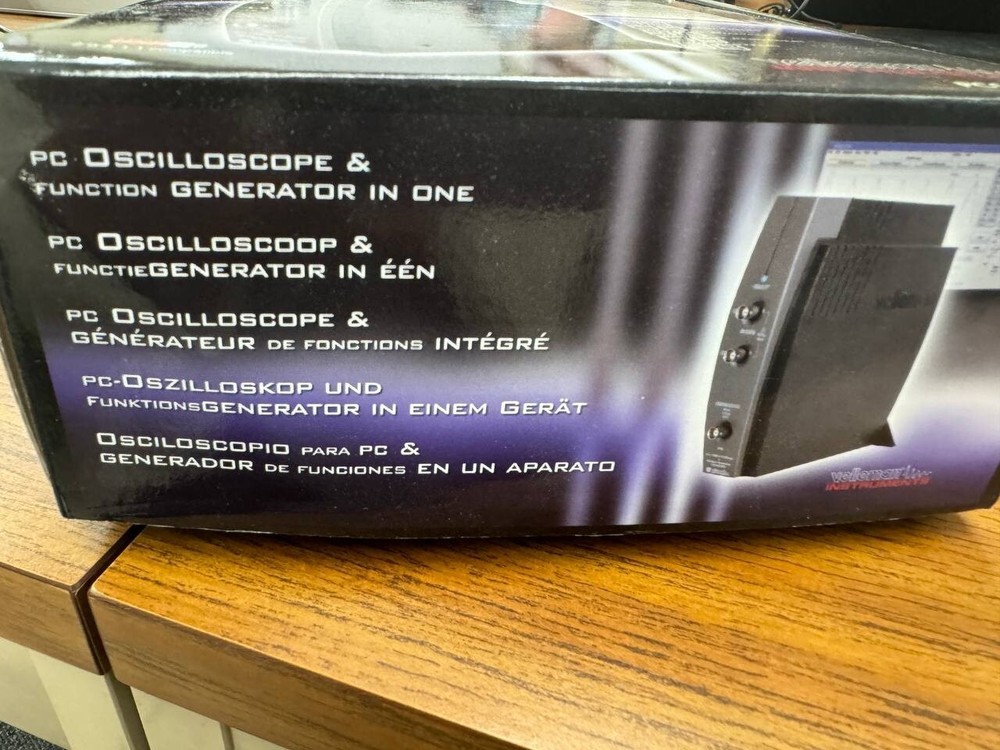 PC OSCILLOSCOPE &
FUNCTION GENERATOR IN ONE
PC OSCILLOSCOOP &
FUNCTIEGENERATOR IN ÉÉN
PC OSCILLOSCOPE &
GÉNÉRATEUR DE FONCTIONS INTÉGRÉ
PC-OSZILLOSKOP UND
FUNKTIONSGENERATOR IN EINEM GERÄT
OSCILOSCOPIO PARA PC &
GENERADOR DE FUNCIONES EN UN APARATO
velleman
INSTRUMENTS